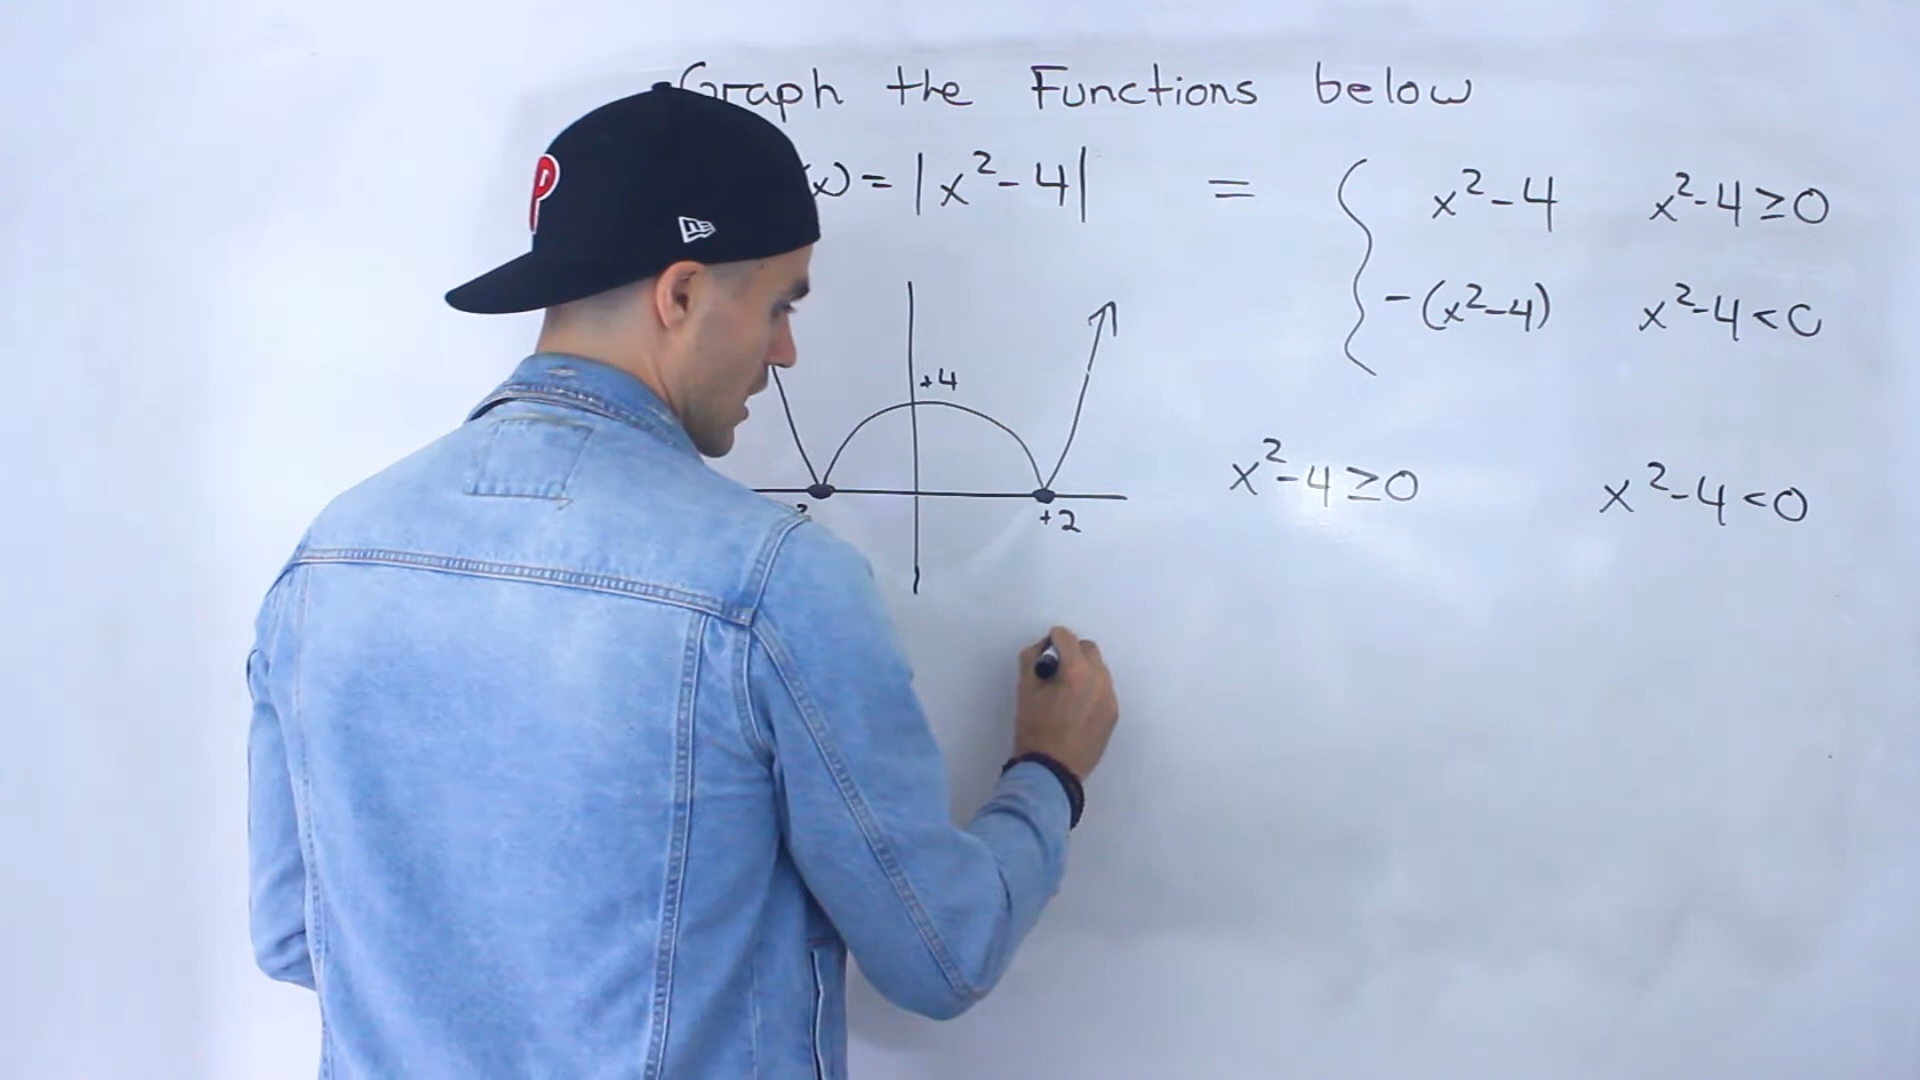 Graph the Functions below
(x) = |x²-4| = { x²-4 x²-4≥0
-(x²-4) x²-4<0
+4
x²-4≥0 x²-4<0
+2
P